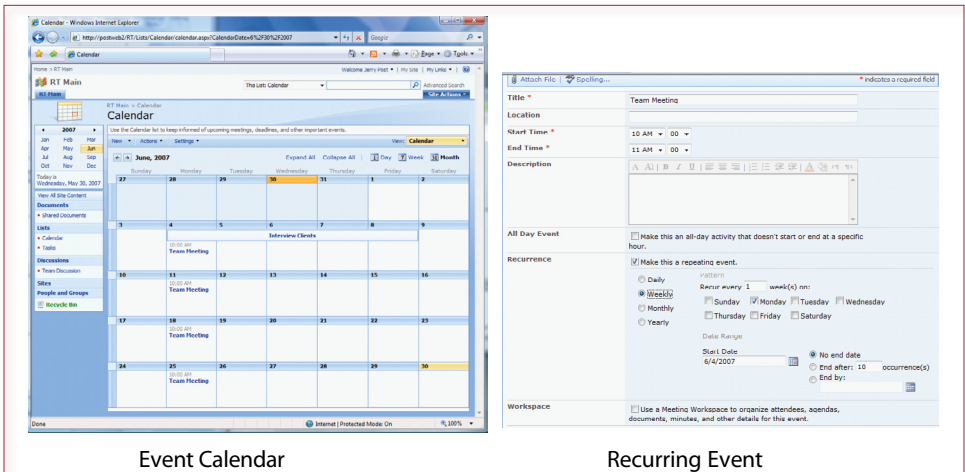 Calendar - Windows Internet Explorer
http://postweb2/RT/Lists/Calendar/calendar.aspx?CalendarDate=6%2F30%2F2007
Google
Calendar
Page
Tools
Home > RT Main
Welcome Jerry Post
My Site
My Links
RT Main
This List: Calendar
Advanced Search
RT Main
Site Actions
RT Main > Calendar
Calendar
2007
Jan Feb Mar
Apr May Jun
Jul Aug Sep
Oct Nov Dec
Today is
Wednesday, May 30, 2007
View All Site Content
Documents
Shared Documents
Lists
Calendar
Tasks
Discussions
Team Discussion
Sites
People and Groups
Recycle Bin
Use the Calendar list to keep informed of upcoming meetings, deadlines, and other important events.
New Actions Settings View: Calendar
June, 2007 Expand All Collapse All Day Week Month
Sunday Monday Tuesday Wednesday Thursday Friday Saturday
27 28 29 30 31 1 2
3 4 5 6 7 8 9
Interview Clients
10:00 AM
Team Meeting
10 11 12 13 14 15 16
10:00 AM
Team Meeting
17 18 19 20 21 22 23
10:00 AM
Team Meeting
24 25 26 27 28 29 30
10:00 AM
Team Meeting
Done Internet | Protected Mode: On 100%
Attach File | Spelling... * indicates a required field
Title * Team Meeting
Location
Start Time * 10 AM 00
End Time * 11 AM 00
Description
A AI B I U A
All Day Event Make this an all-day activity that doesn't start or end at a specific
hour.
Recurrence Make this a repeating event.
Daily
Weekly
Monthly
Yearly
Pattern
Recur every 1 week(s) on:
Sunday Monday Tuesday Wednesday
Thursday Friday Saturday
Date Range
Start Date
6/4/2007
No end date
End after: 10 occurrence(s)
End by:
Workspace Use a Meeting Workspace to organize attendees, agendas,
documents, minutes, and other details for this event.
Event Calendar
Recurring Event